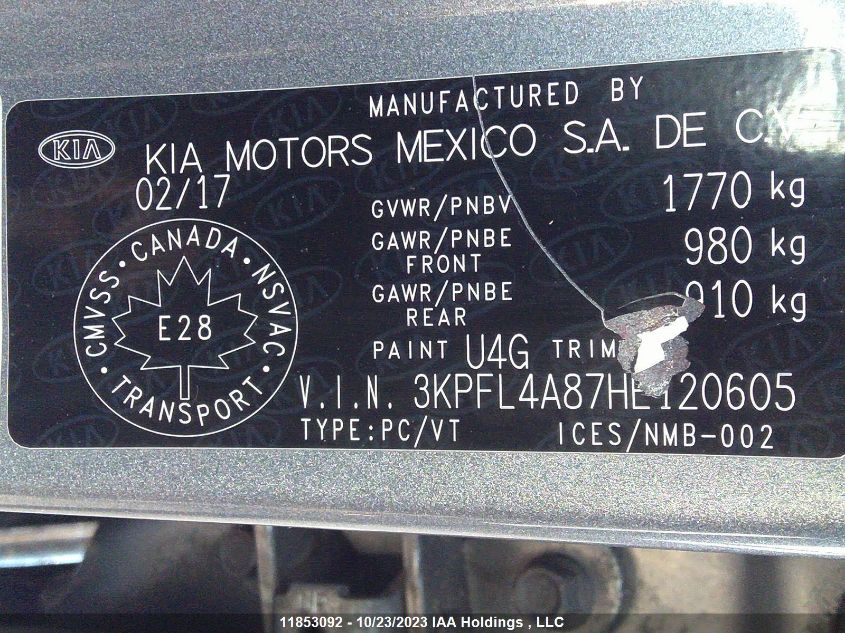 MANUFACTURED BY
KIA
KIA MOTORS MEXICO S.A. DE C.V.
02/17
GVWR/PNBV 1770 kg
GAWR/PNBE FRONT 980 kg
GAWR/PNBE REAR 910 kg
PAINT U4G TRIM
CANADA · NSVAC · TRANSPORT · CMVSS ·
E28
V.I.N. 3KPFL4A87HE120605
TYPE:PC/VT ICES/NMB-002
11853092 - 10/23/2023 IAA Holdings , LLC